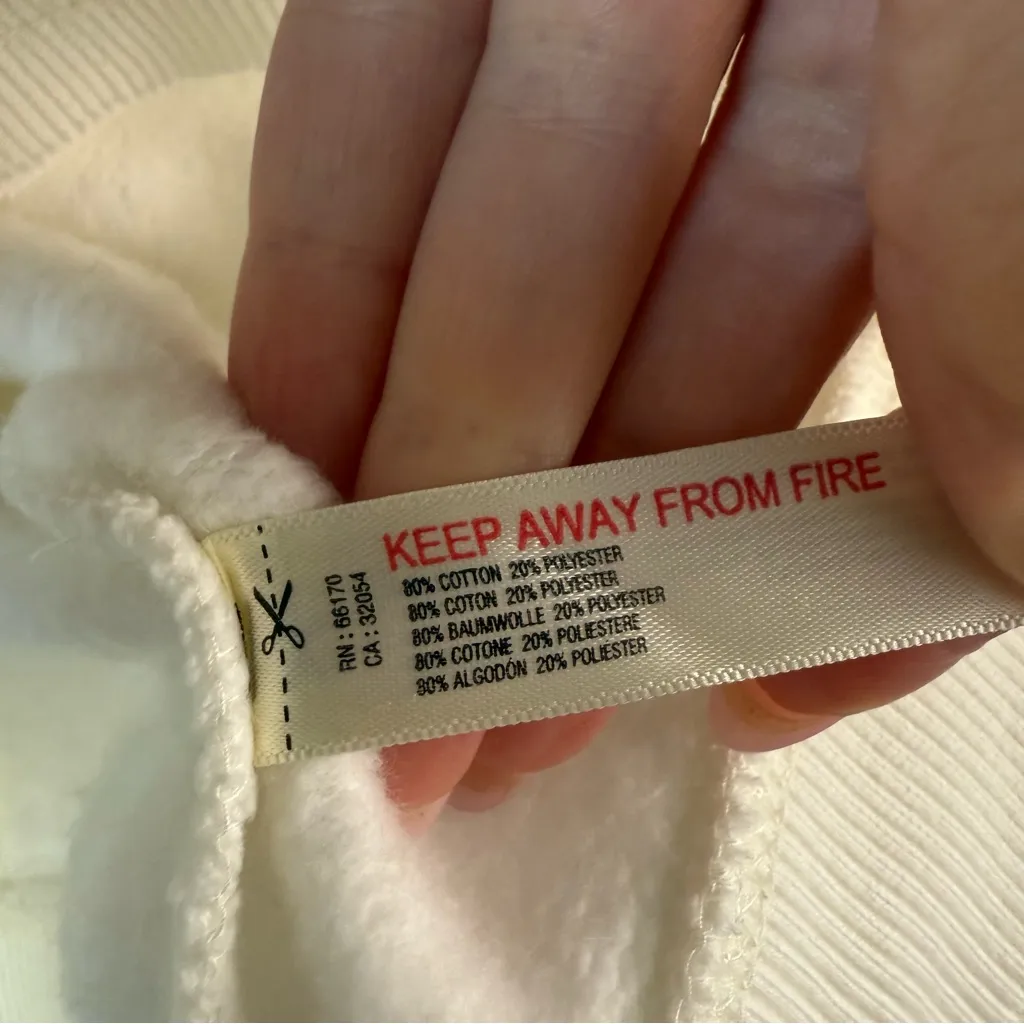 KEEP AWAY FROM FIRE
RN : 66170
CA : 32054
80% COTTON 20% POLYESTER
80% COTON 20% POLYESTER
80% BAUMWOLLE 20% POLYESTER
80% COTONE 20% POLIESTERE
80% ALGODÓN 20% POLIESTER